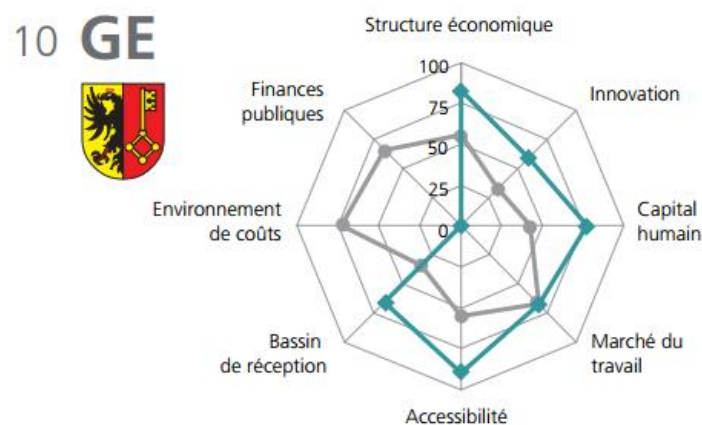 10 GE
Structure économique
100
75
50
25
0
Innovation
Capital
humain
Marché du
travail
Accessibilité
Bassin
de réception
Environnement
de coûts
Finances
publiques